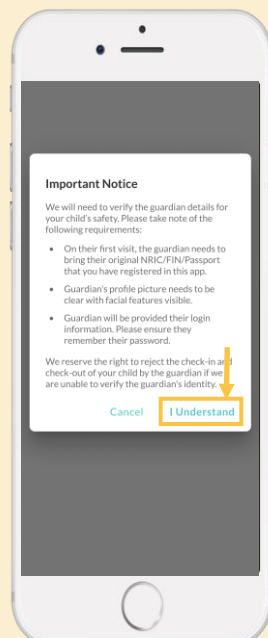 Important Notice
We will need to verify the guardian details for
your child's safety. Please take note of the
following requirements:
• On their first visit, the guardian needs to
bring their original NRIC/FIN/Passport
that you have registered in this app.
• Guardian's profile picture needs to be
clear with facial features visible.
• Guardian will be provided their login
information. Please ensure they
remember their password.
We reserve the right to reject the check-in and
check-out of your child by the guardian if we
are unable to verify the guardian's identity.
Cancel I Understand